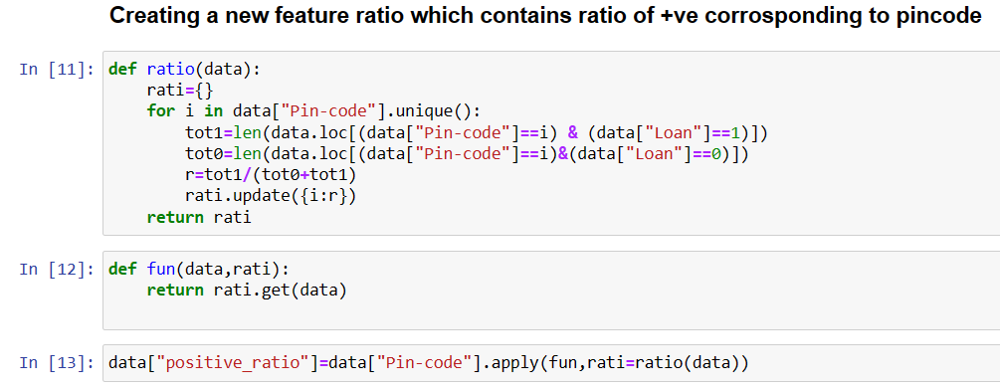 Creating a new feature ratio which contains ratio of +ve corrosponding to pincode
In [11]: def ratio(data):
    rati={}
    for i in data["Pin-code"].unique():
        tot1=len(data.loc[(data["Pin-code"]==i) & (data["Loan"]==1)])
        tot0=len(data.loc[(data["Pin-code"]==i)&(data["Loan"]==0)])
        r=tot1/(tot0+tot1)
        rati.update({i:r})
    return rati
In [12]: def fun(data,rati):
    return rati.get(data)
In [13]: data["positive_ratio"]=data["Pin-code"].apply(fun,rati=ratio(data))